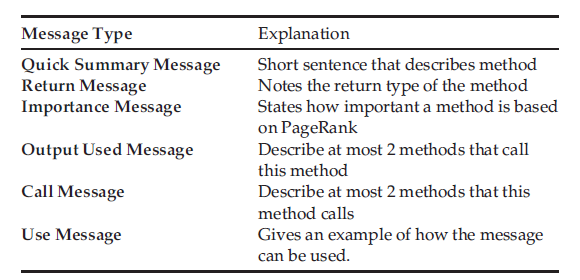 Message Type Explanation
Quick Summary Message Short sentence that describes method
Return Message Notes the return type of the method
Importance Message States how important a method is based
on PageRank
Output Used Message Describe at most 2 methods that call
this method
Call Message Describe at most 2 methods that this
method calls
Use Message Gives an example of how the message
can be used.